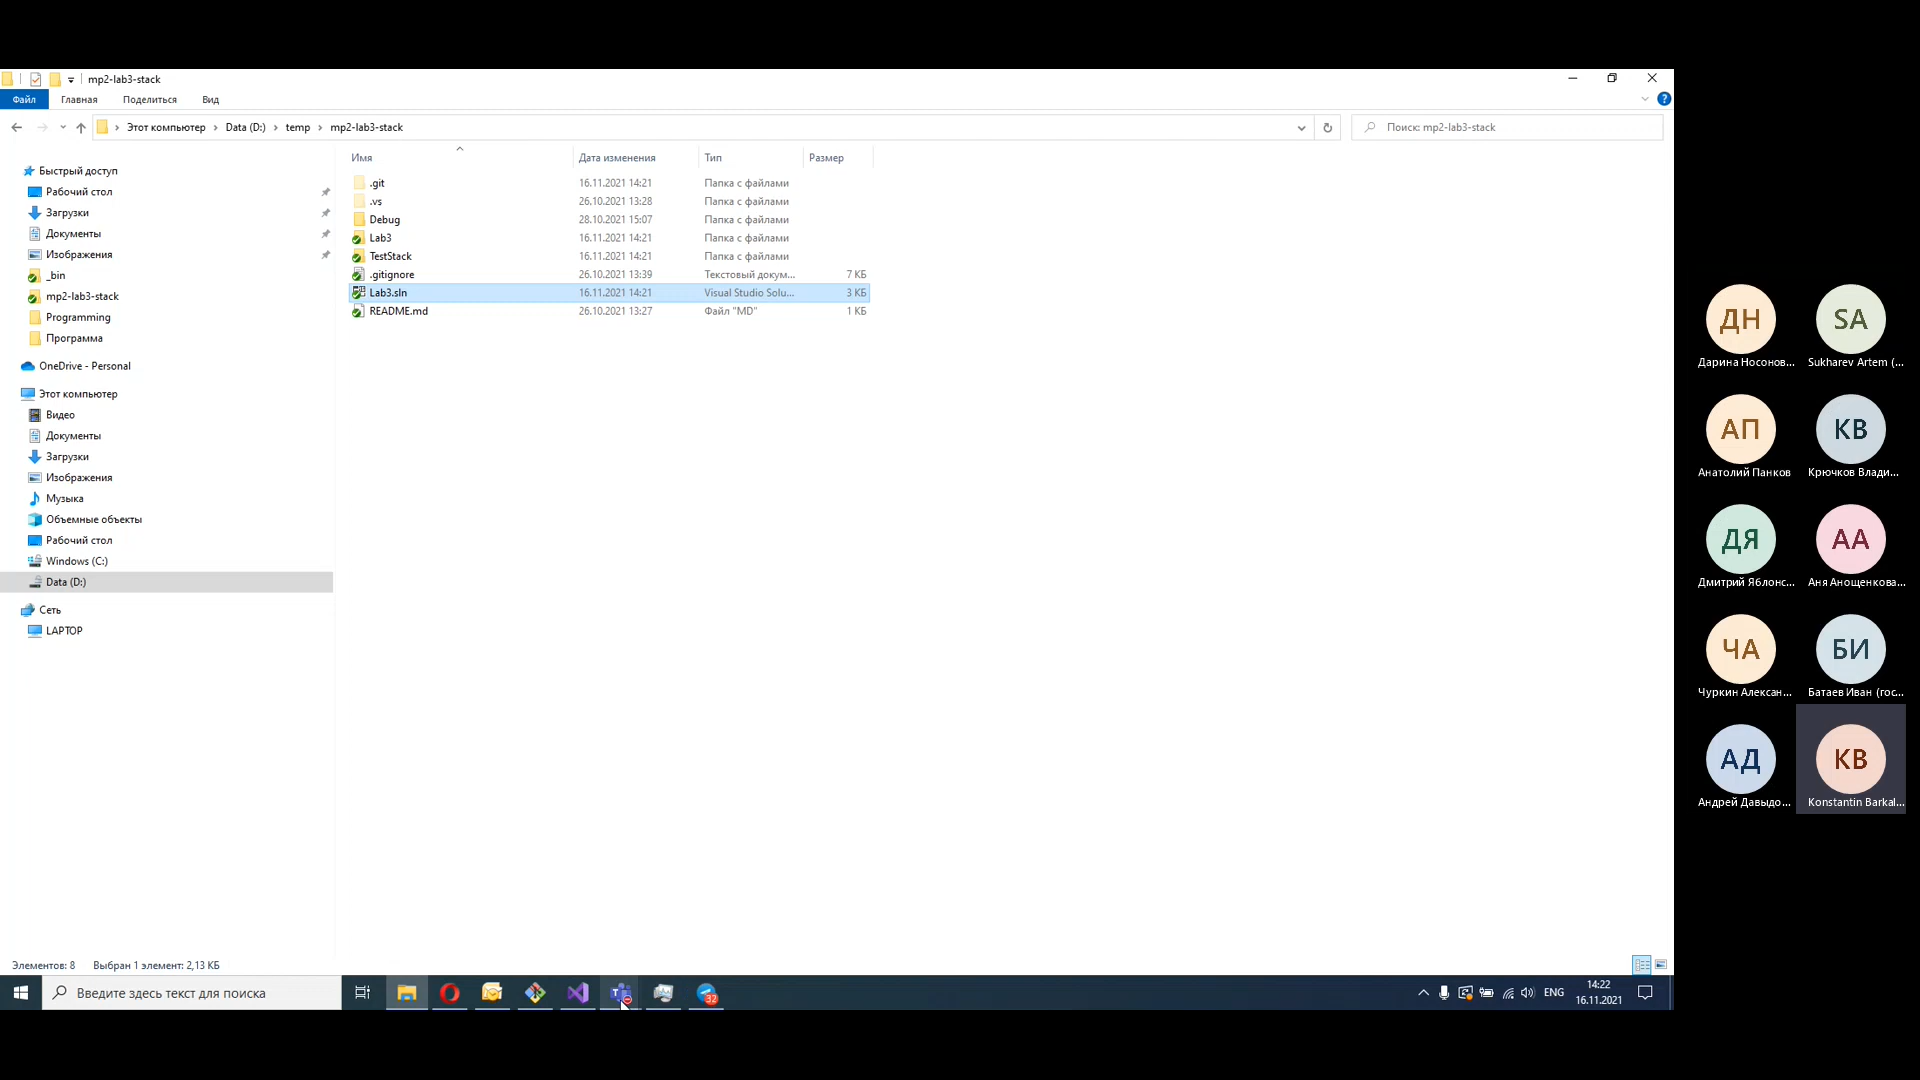 mp2-lab3-stack
Файл Главная Поделиться Вид
Этот компьютер Data (D:) temp mp2-lab3-stack
Поиск: mp2-lab3-stack
Имя Дата изменения Тип Размер
.git 16.11.2021 14:21 Папка с файлами
.vs 26.10.2021 13:28 Папка с файлами
Debug 28.10.2021 15:07 Папка с файлами
Lab3 16.11.2021 14:21 Папка с файлами
TestStack 16.11.2021 14:21 Папка с файлами
.gitignore 26.10.2021 13:39 Текстовый докум... 7 КБ
Lab3.sln 16.11.2021 14:21 Visual Studio Solu... 3 КБ
README.md 26.10.2021 13:27 Файл "MD" 1 КБ
Быстрый доступ
Рабочий стол
Загрузки
Документы
Изображения
_bin
mp2-lab3-stack
Programming
Программа
OneDrive - Personal
Этот компьютер
Видео
Документы
Загрузки
Изображения
Музыка
Объемные объекты
Рабочий стол
Windows (C:)
Data (D:)
Сеть
LAPTOP
Элементов: 8 Выбран 1 элемент: 2,13 КБ
Введите здесь текст для поиска
32
ENG
14:22
16.11.2021
ДН SA
Дарина Носонов... Sukharev Artem (...
АП КВ
Анатолий Панков Крючков Влади...
ДЯ АА
Дмитрий Яблонс... Аня Анощенкова...
ЧА БИ
Чуркин Алексан... Батаев Иван (гос...
АД KB
Андрей Давыдо... Konstantin Barkal...